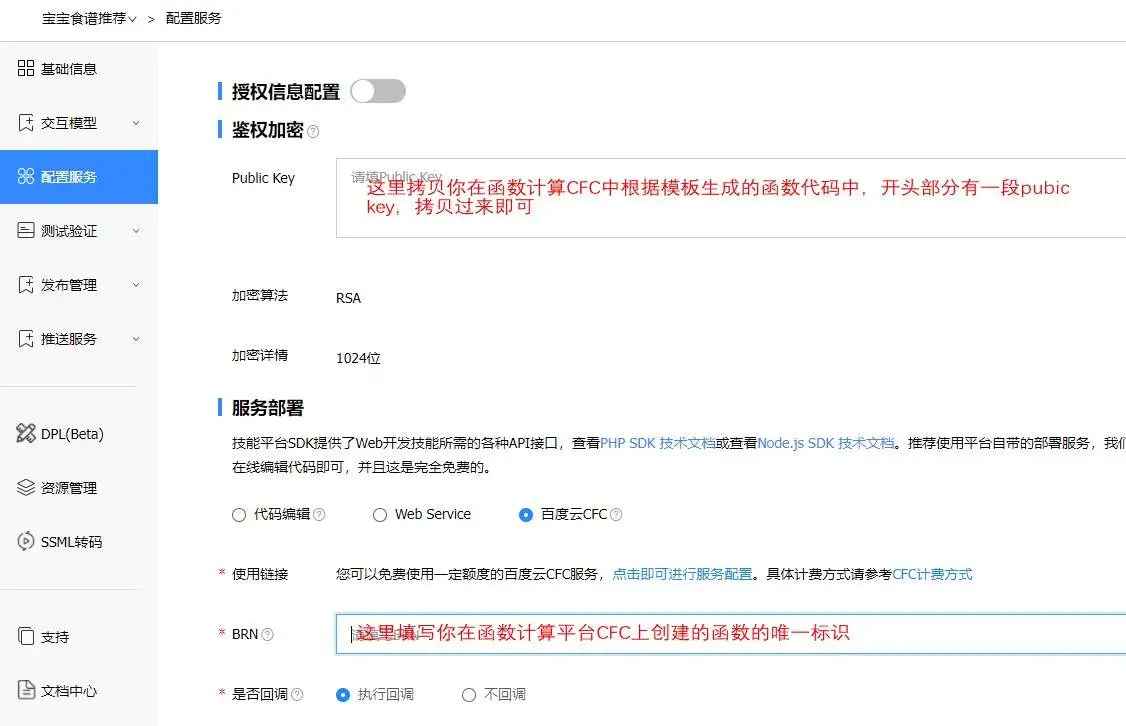 宝宝食谱推荐 > 配置服务
基础信息
交互模型
配置服务
测试验证
发布管理
推送服务
DPL(Beta)
资源管理
SSML转码
支持
文档中心
授权信息配置
鉴权加密
Public Key
请填Public Key
这里拷贝你在函数计算CFC中根据模板生成的函数代码中，开头部分有一段pubic
key，拷贝过来即可
加密算法 RSA
加密详情 1024位
服务部署
技能平台SDK提供了Web开发技能所需的各种API接口，查看PHP SDK 技术文档或查看Node.js SDK 技术文档。推荐使用平台自带的部署服务，我们
在线编辑代码即可，并且这是完全免费的。
代码编辑 Web Service 百度云CFC
* 使用链接 您可以免费使用一定额度的百度云CFC服务，点击即可进行服务配置。具体计费方式请参考CFC计费方式
* BRN 这里填写你在函数计算平台CFC上创建的函数的唯一标识
* 是否回调 执行回调 不回调